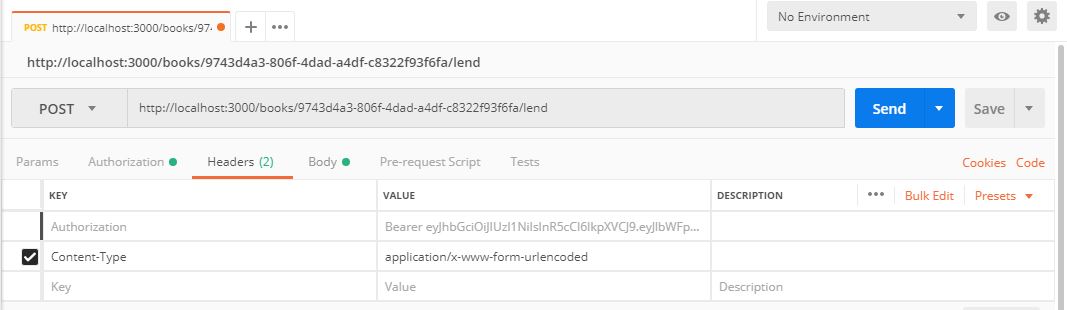 POST http://localhost:3000/books/974
No Environment
http://localhost:3000/books/9743d4a3-806f-4dad-a4df-c8322f93f6fa/lend
POST http://localhost:3000/books/9743d4a3-806f-4dad-a4df-c8322f93f6fa/lend Send Save
Params Authorization Headers (2) Body Pre-request Script Tests Cookies Code
KEY VALUE DESCRIPTION Bulk Edit Presets
Authorization Bearer eyJhbGciOiJIUzI1NiIsInR5cCI6IkpXVCJ9.eyJlbWFp...
Content-Type application/x-www-form-urlencoded
Key Value Description